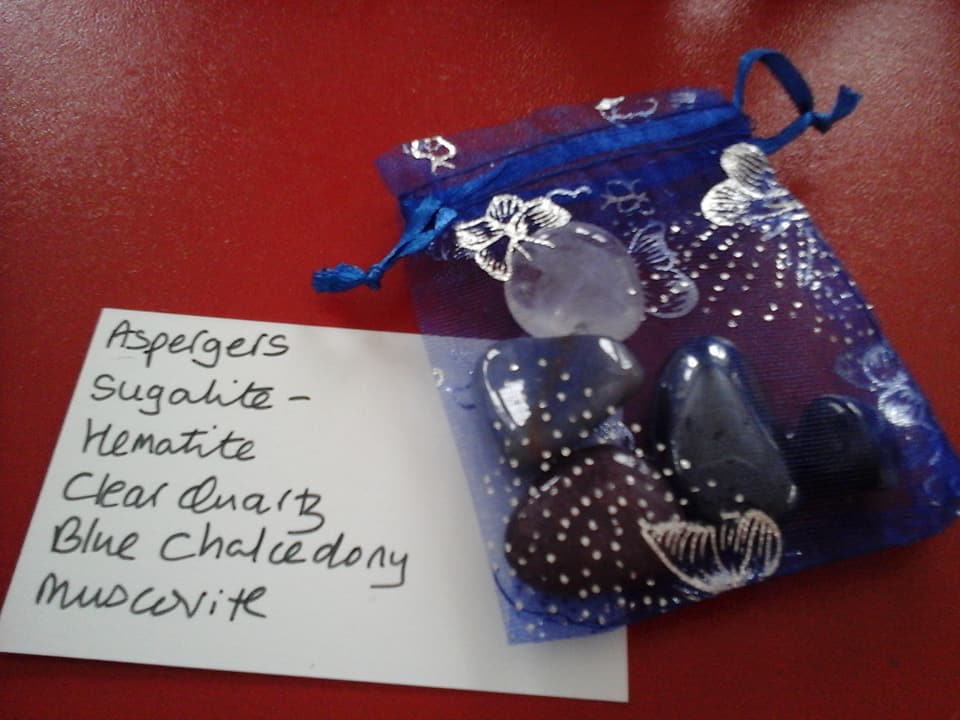 Aspergers
Sugalite -
Hematite
Clear Quartz
Blue Chalcedony
Muscovite